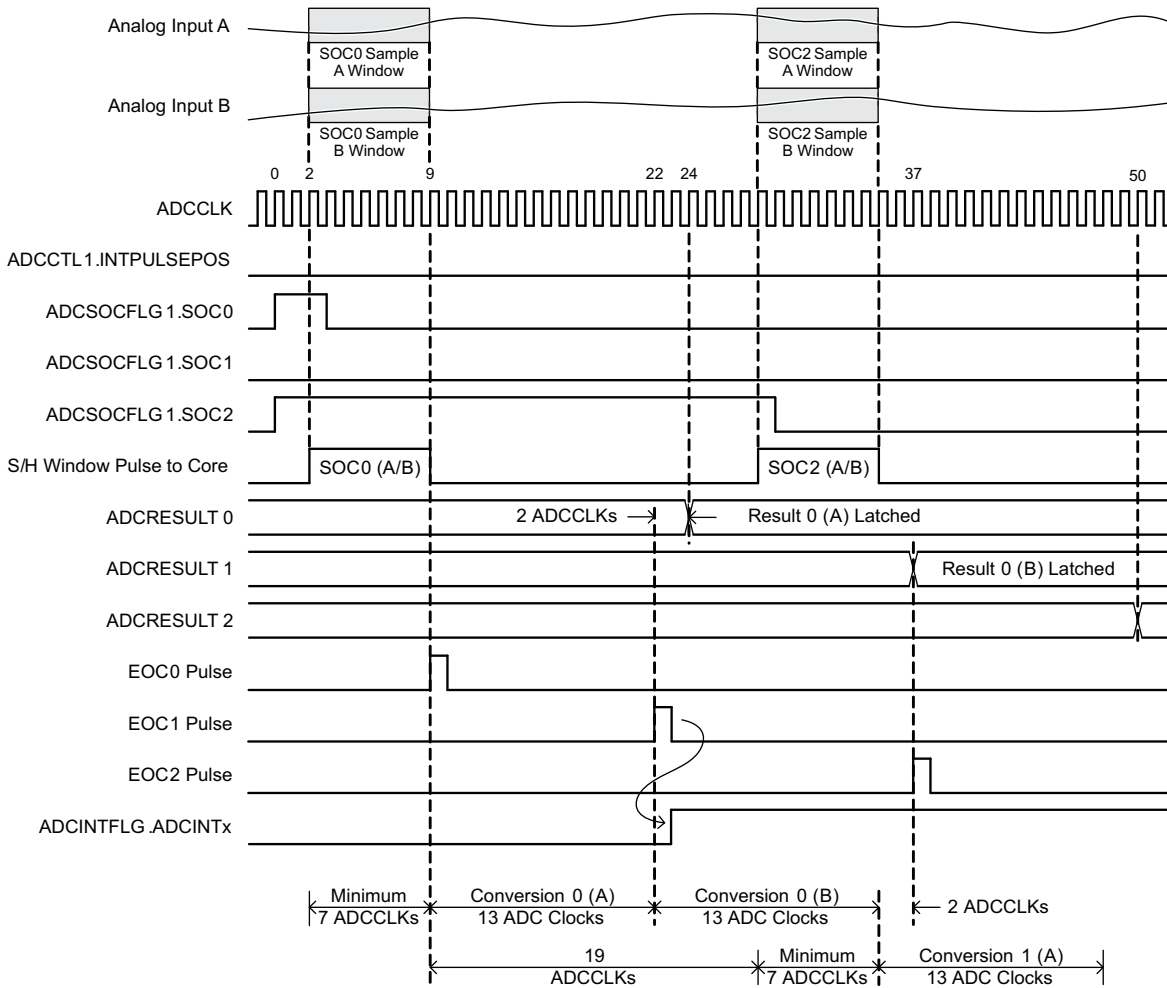 Analog Input A
SOC0 Sample
A Window
SOC2 Sample
A Window
Analog Input B
SOC0 Sample
B Window
SOC2 Sample
B Window
0 2 9 22 24 37 50
ADCCLK
ADCCTL1.INTPULSEPOS
ADCSOCFLG1.SOC0
ADCSOCFLG1.SOC1
ADCSOCFLG1.SOC2
S/H Window Pulse to Core
SOC0 (A/B)
SOC2 (A/B)
ADCRESULT 0
2 ADCCLKs
Result 0 (A) Latched
ADCRESULT 1
Result 0 (B) Latched
ADCRESULT 2
EOC0 Pulse
EOC1 Pulse
EOC2 Pulse
ADCINTFLG.ADCINTx
Minimum
7 ADCCLKs
Conversion 0 (A)
13 ADC Clocks
Conversion 0 (B)
13 ADC Clocks
2 ADCCLKs
19
ADCCLKs
Minimum
7 ADCCLKs
Conversion 1 (A)
13 ADC Clocks